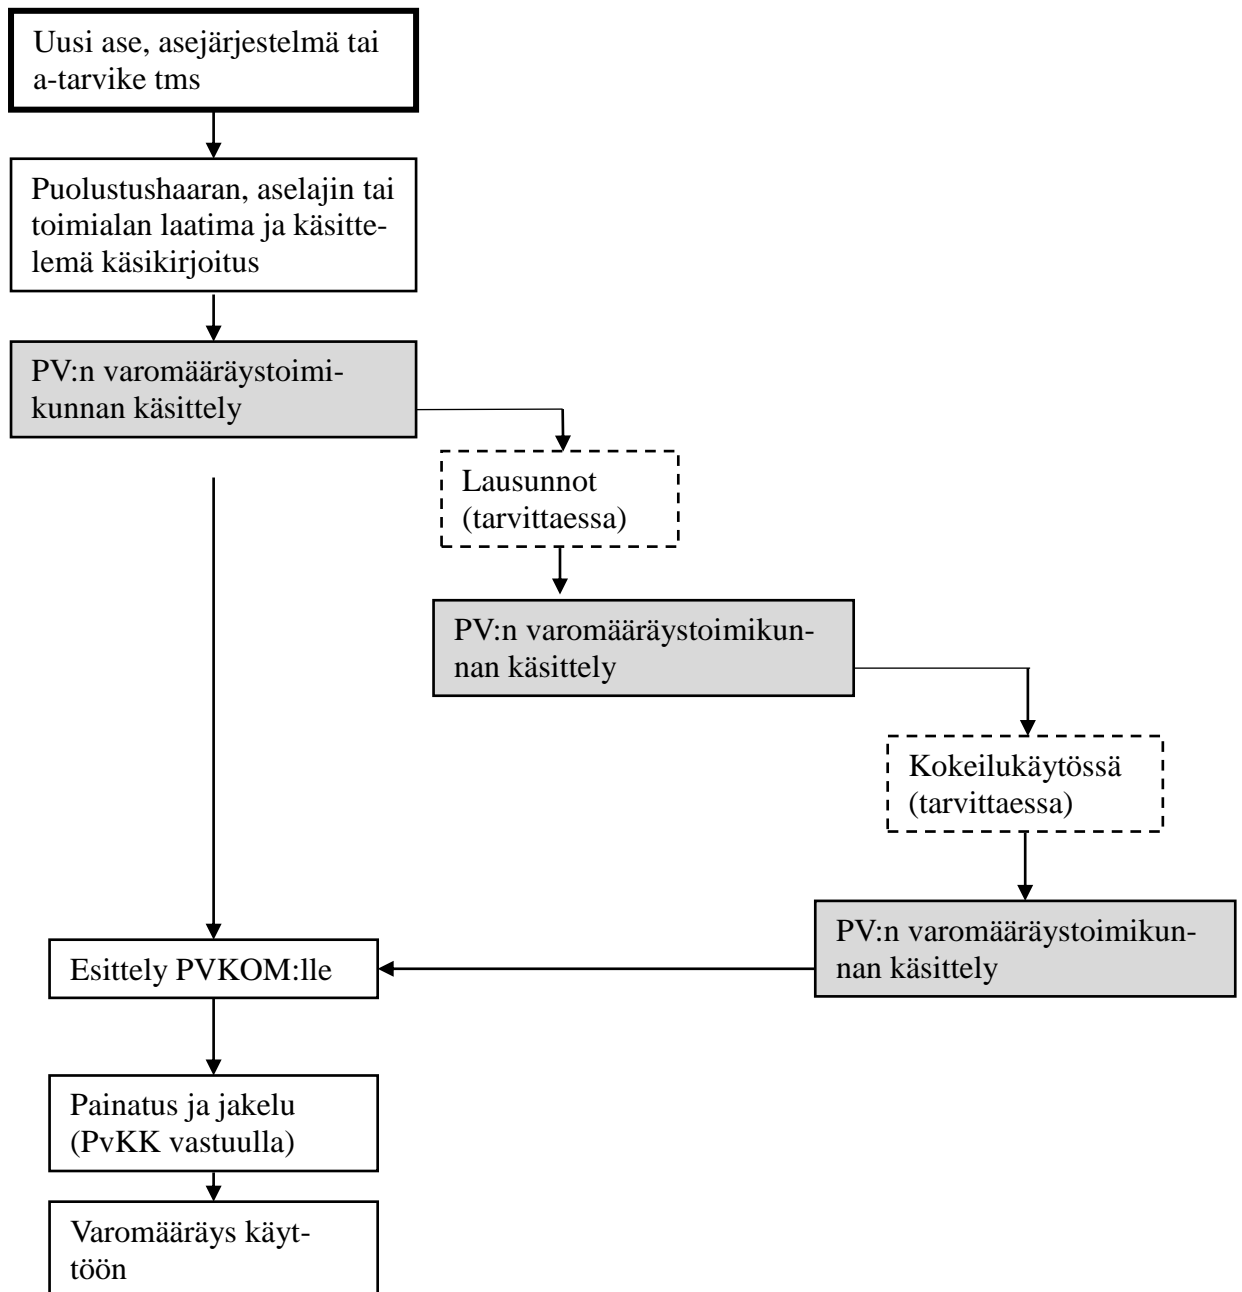 Uusi ase, asejärjestelmä tai
a-tarvike tms
Puolustushaaran, aselajin tai
toimialan laatima ja käsitte-
lemä käsikirjoitus
PV:n varomääräystoimi-
kunnan käsittely
Lausunnot
(tarvittaessa)
PV:n varomääräystoimikun-
nan käsittely
Kokeilukäytössä
(tarvittaessa)
PV:n varomääräystoimikun-
nan käsittely
Esittely PVKOM:lle
Painatus ja jakelu
(PvKK vastuulla)
Varomääräys käyt-
töön